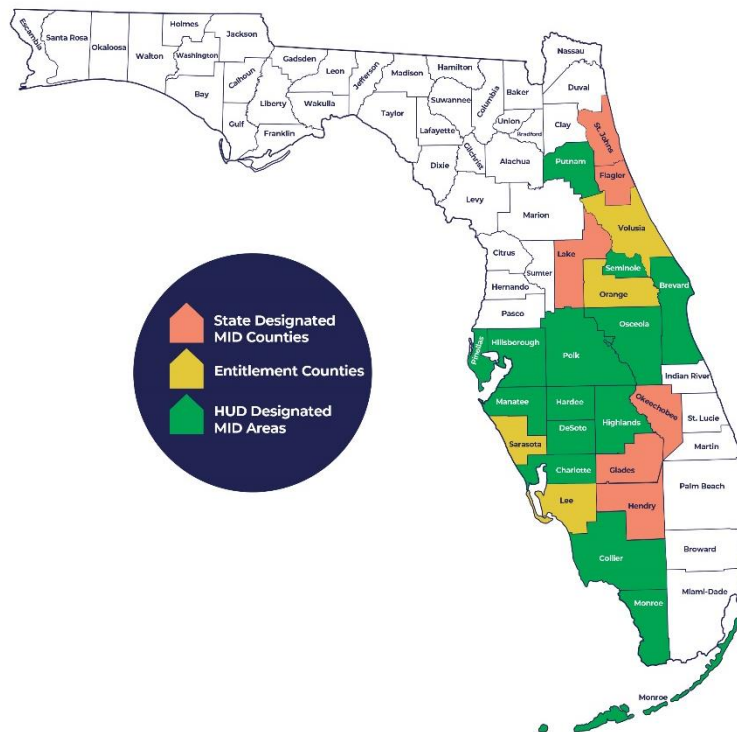 Escambia
Santa Rosa
Okaloosa
Walton
Holmes
Washington
Jackson
Bay
Calhoun
Gulf
Gadsden
Liberty
Franklin
Leon
Wakulla
Jefferson
Madison
Taylor
Hamilton
Suwannee
Lafayette
Dixie
Columbia
Gilchrist
Levy
Baker
Union
Bradford
Alachua
Nassau
Duval
Clay
St. Johns
Putnam
Flagler
Marion
Volusia
Citrus
Sumter
Lake
Hernando
Seminole
Orange
Brevard
Pasco
Osceola
Pinellas
Hillsborough
Polk
Indian River
Manatee
Hardee
Okeechobee
St. Lucie
Highlands
DeSoto
Sarasota
Martin
Charlotte
Glades
Palm Beach
Lee
Hendry
Collier
Broward
Monroe
Miami-Dade
Monroe
State Designated
MID Counties
Entitlement Counties
HUD Designated
MID Areas